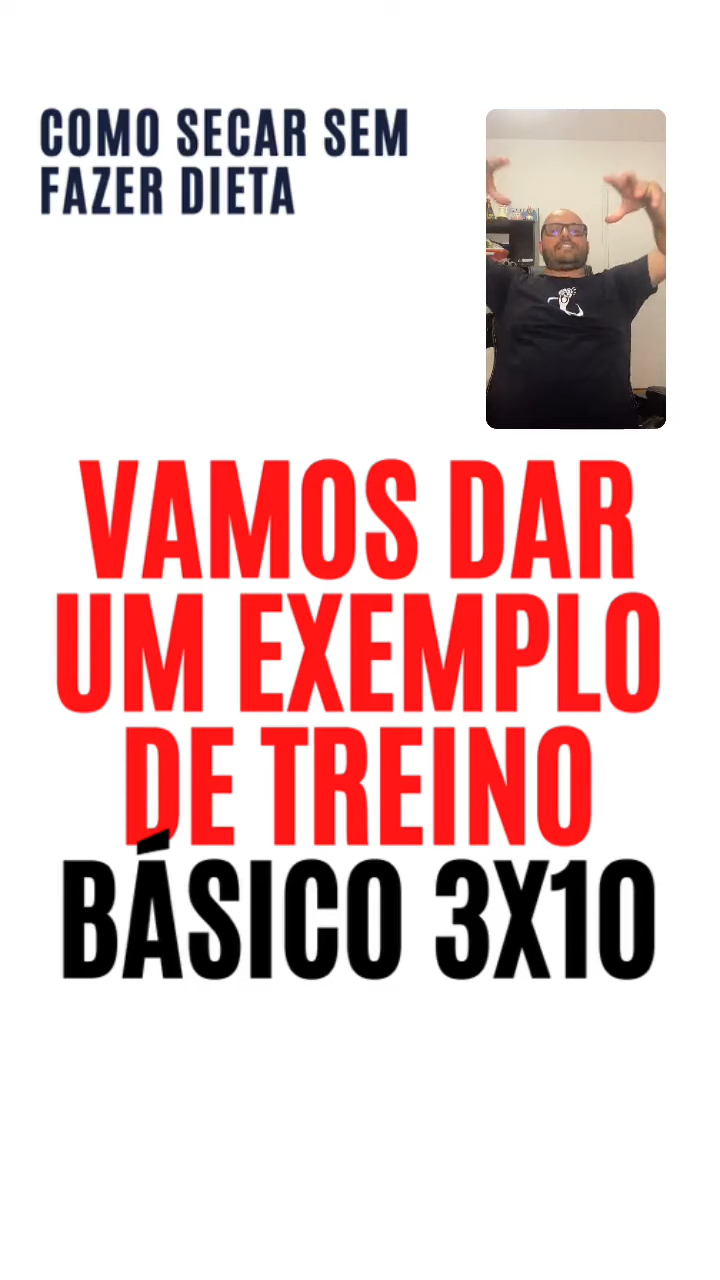 COMO SECAR SEM
FAZER DIETA
VAMOS DAR
UM EXEMPLO
DE TREINO
BÁSICO 3X10